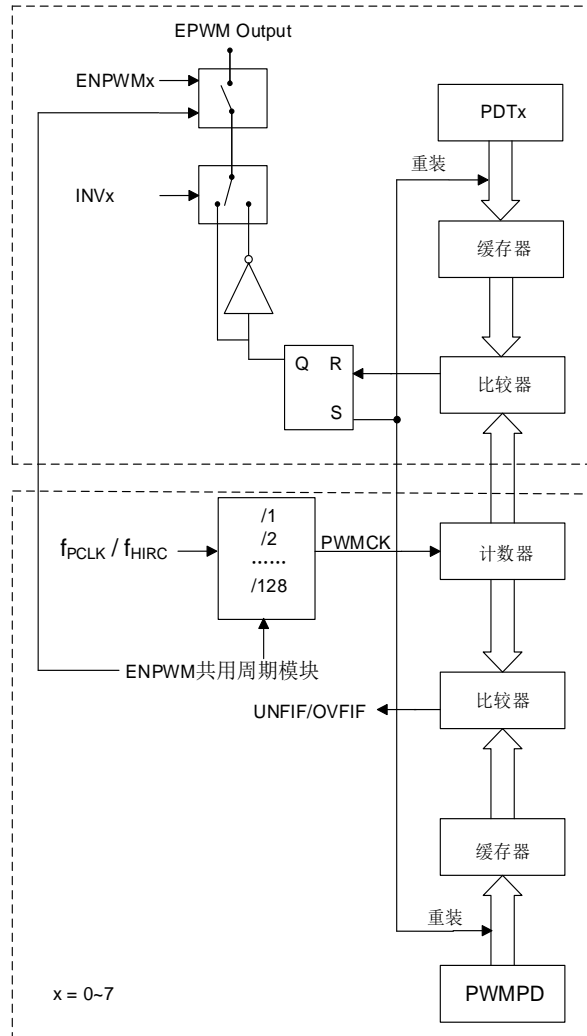 EPWM Output
ENPWMx
PDTx
重装
INVx
缓存器
Q R
S
比较器
/1
/2
......
/128
fPCLK / fHIRC
PWMCK
计数器
ENPWM共用周期模块
UNFIF/OVFIF
比较器
缓存器
重装
x = 0~7
PWMPD